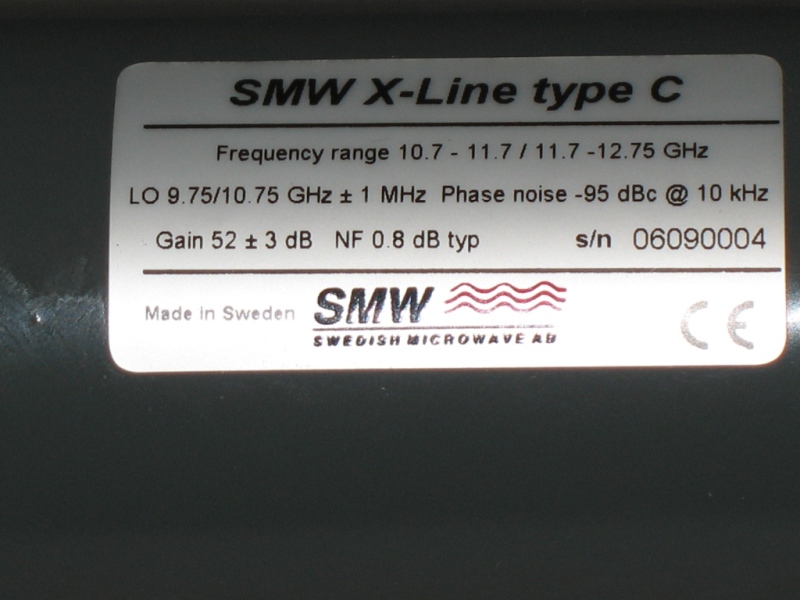 SMW X-Line type C
Frequency range 10.7 - 11.7 / 11.7 -12.75 GHz
LO 9.75/10.75 GHz ± 1 MHz Phase noise -95 dBc @ 10 kHz
Gain 52 ± 3 dB NF 0.8 dB typ s/n 06090004
Made in Sweden SMW CE
SWEDISH MICROWAVE AB